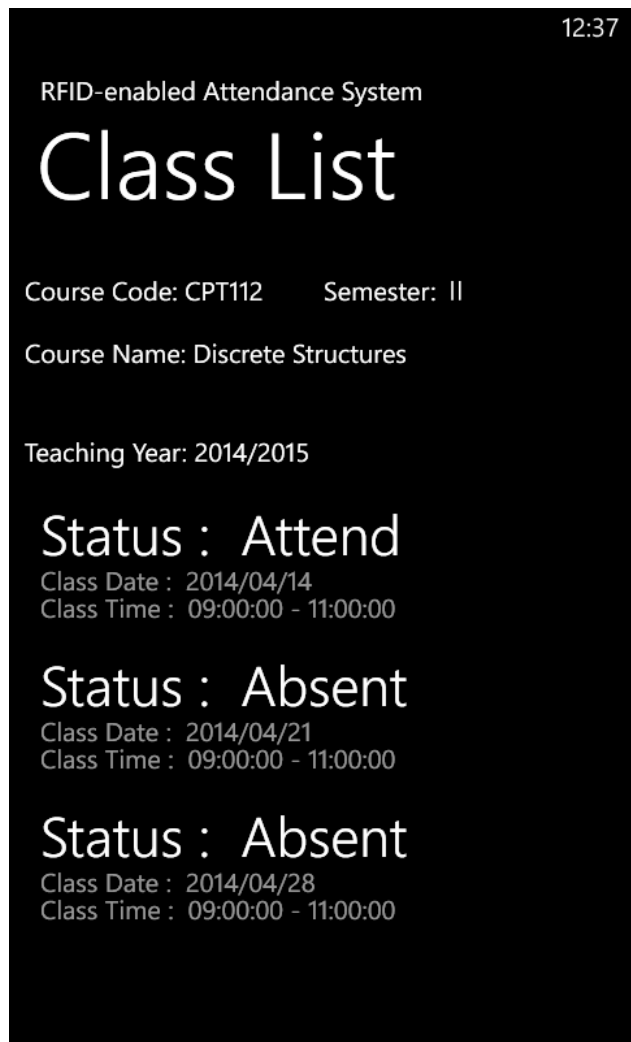 12:37
RFID-enabled Attendance System
Class List
Course Code: CPT112 Semester: II
Course Name: Discrete Structures
Teaching Year: 2014/2015
Status : Attend
Class Date : 2014/04/14
Class Time : 09:00:00 - 11:00:00
Status : Absent
Class Date : 2014/04/21
Class Time : 09:00:00 - 11:00:00
Status : Absent
Class Date : 2014/04/28
Class Time : 09:00:00 - 11:00:00